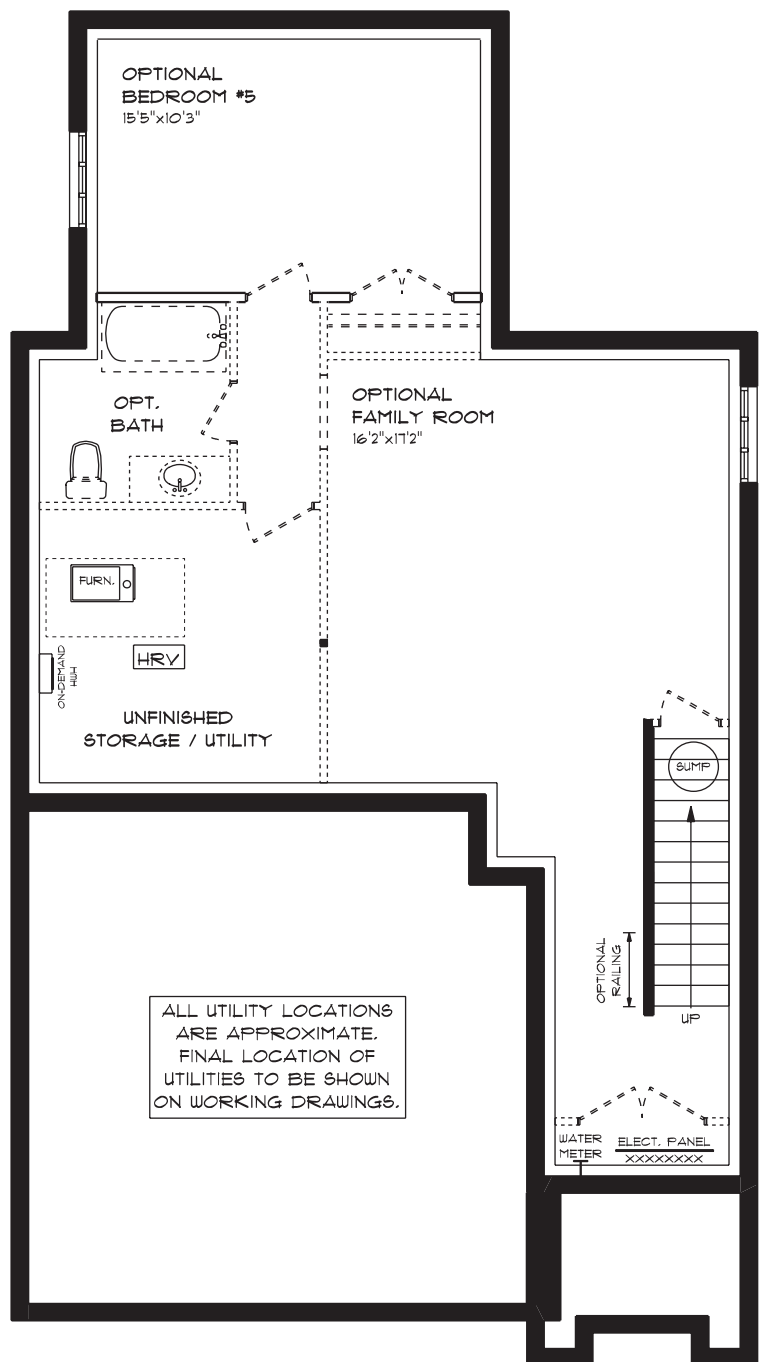 OPTIONAL
BEDROOM #5
15'5"x10'3"
OPT.
BATH
OPTIONAL
FAMILY ROOM
16'2"x17'2"
FURN.
HRV
ON-DEMAND
HWH
UNFINISHED
STORAGE / UTILITY
SUMP
OPTIONAL
RAILING
UP
ALL UTILITY LOCATIONS
ARE APPROXIMATE.
FINAL LOCATION OF
UTILITIES TO BE SHOWN
ON WORKING DRAWINGS.
WATER
METER
ELECT. PANEL
XXXXXXXX